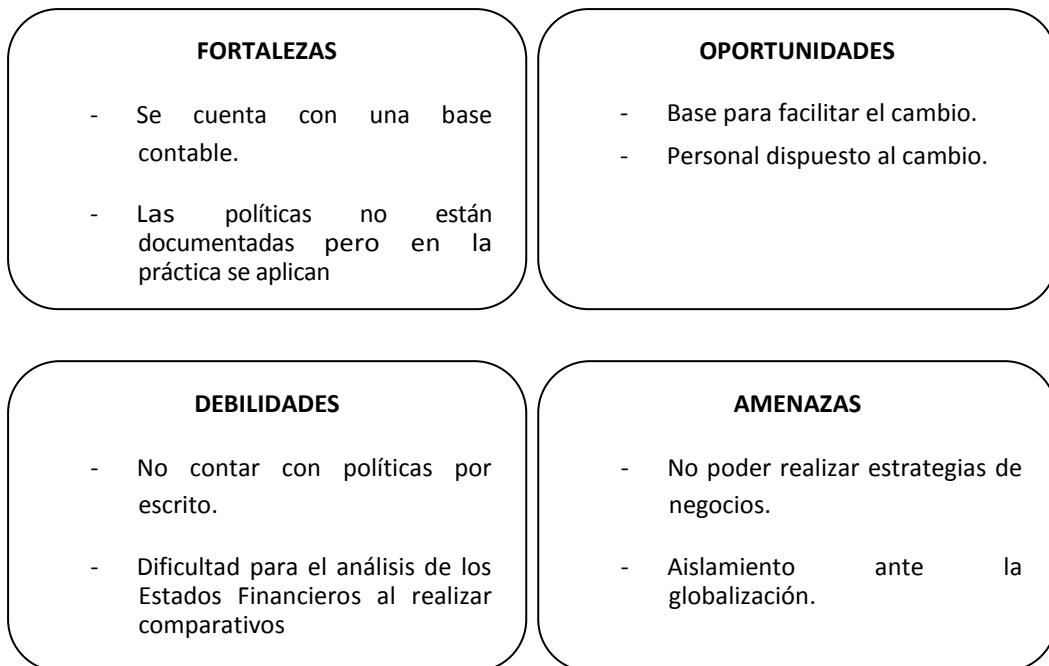 FORTALEZAS
- Se cuenta con una base
contable.
- Las políticas no están
documentadas pero en la
práctica se aplican
OPORTUNIDADES
- Base para facilitar el cambio.
- Personal dispuesto al cambio.
DEBILIDADES
- No contar con políticas por
escrito.
- Dificultad para el análisis de los
Estados Financieros al realizar
comparativos
AMENAZAS
- No poder realizar estrategias de
negocios.
- Aislamiento ante la
globalización.